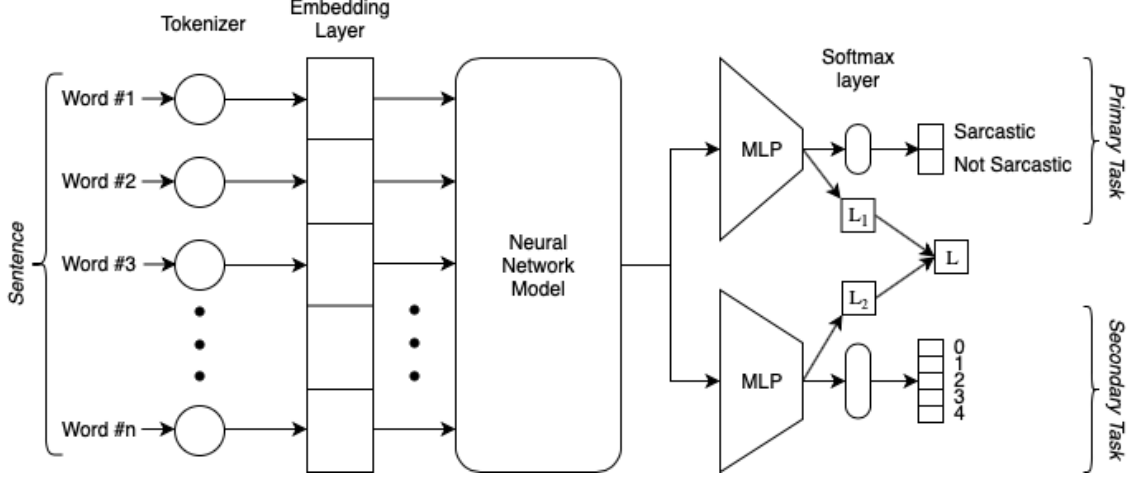 Tokenizer
Embedding
Layer
Sentence
Word #1
Word #2
Word #3
Word #n
Neural
Network
Model
MLP
Softmax
layer
Sarcastic
Not Sarcastic
Primary Task
L1
L
L2
MLP
0
1
2
3
4
Secondary Task